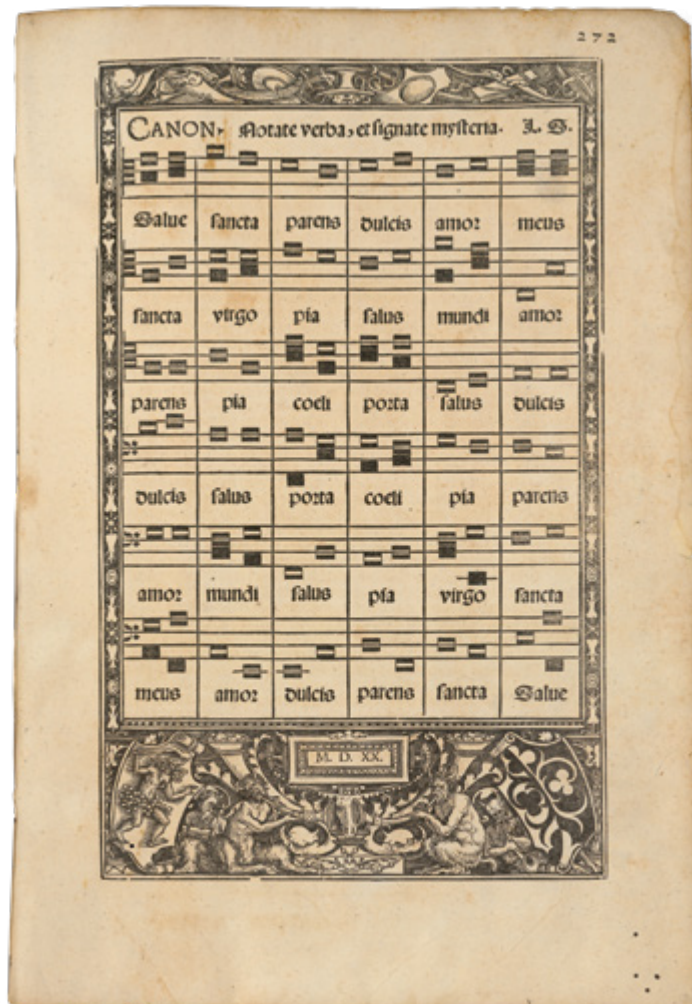 272
CANON, Notate verba, et signate mysteria. L. S.
Salue sancta parens dulcis amor meus
sancta virgo pia salus mundi amor
parens pia coeli porta salus dulcis
dulcis salus porta coeli pia parens
amor mundi salus pia virgo sancta
meus amor dulcis parens sancta Salue
M. D. XX.